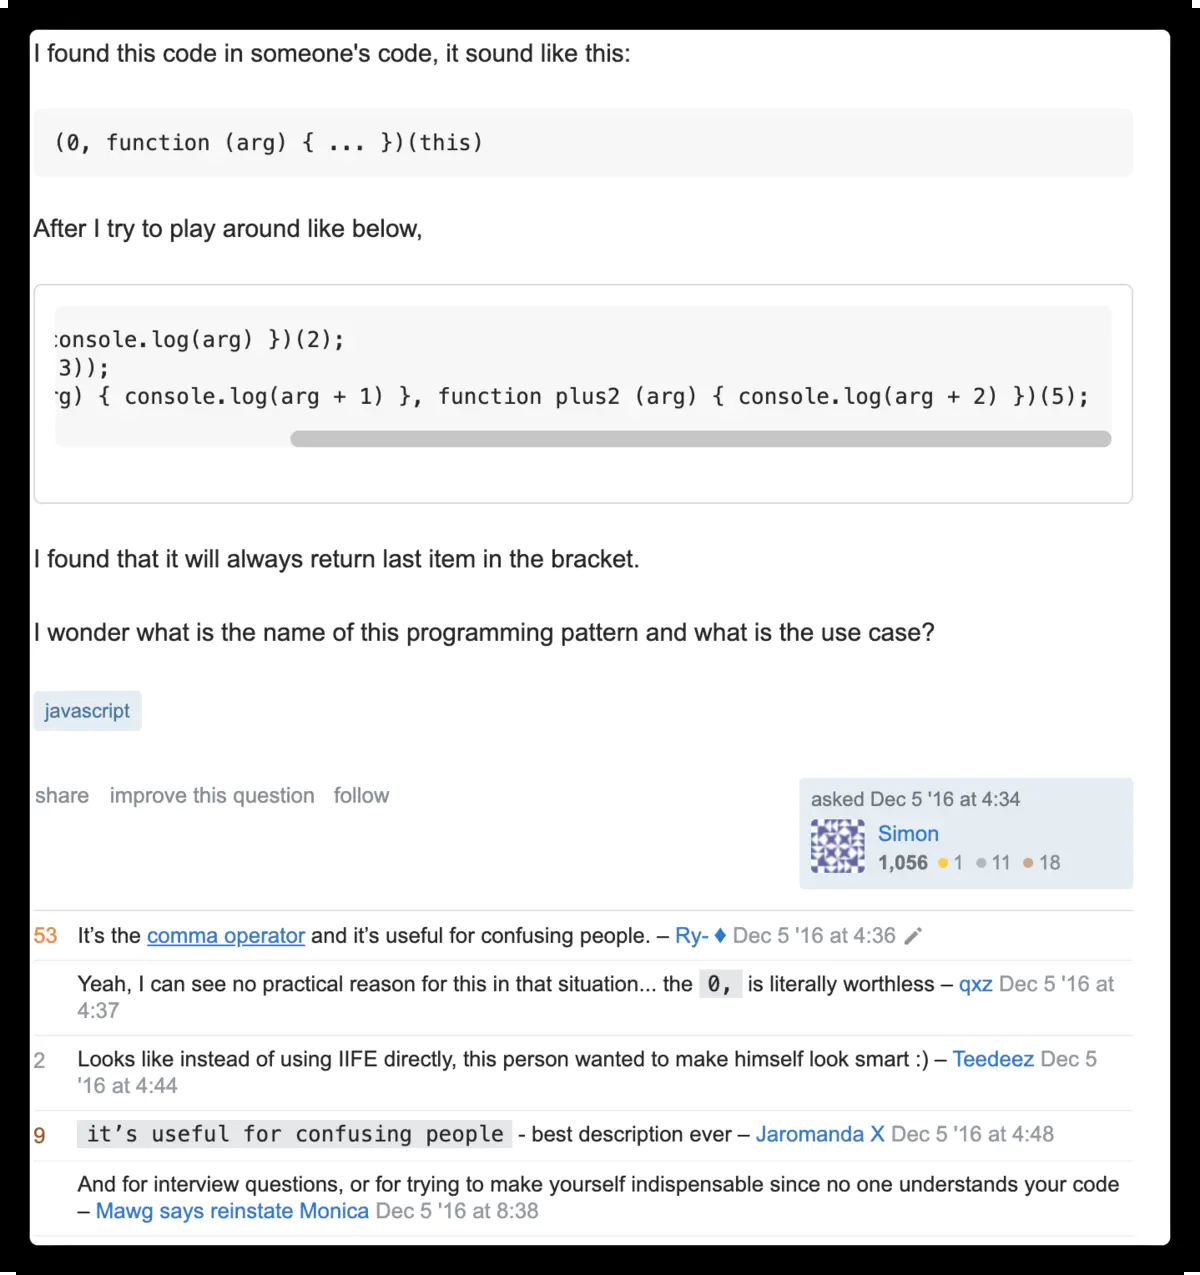 I found this code in someone's code, it sound like this:
(0, function (arg) { ... })(this)
After I try to play around like below,
console.log(arg) })(2);
3));
rg) { console.log(arg + 1) }, function plus2 (arg) { console.log(arg + 2) })(5);
I found that it will always return last item in the bracket.
I wonder what is the name of this programming pattern and what is the use case?
javascript
share improve this question follow
asked Dec 5 '16 at 4:34
Simon
1,056 1 11 18
53 It’s the comma operator and it’s useful for confusing people. – Ry- ♦ Dec 5 '16 at 4:36
Yeah, I can see no practical reason for this in that situation... the 0, is literally worthless – qxz Dec 5 '16 at
4:37
2 Looks like instead of using IIFE directly, this person wanted to make himself look smart :) – Teedeez Dec 5
'16 at 4:44
9 it’s useful for confusing people - best description ever – Jaromanda X Dec 5 '16 at 4:48
And for interview questions, or for trying to make yourself indispensable since no one understands your code
– Mawg says reinstate Monica Dec 5 '16 at 8:38